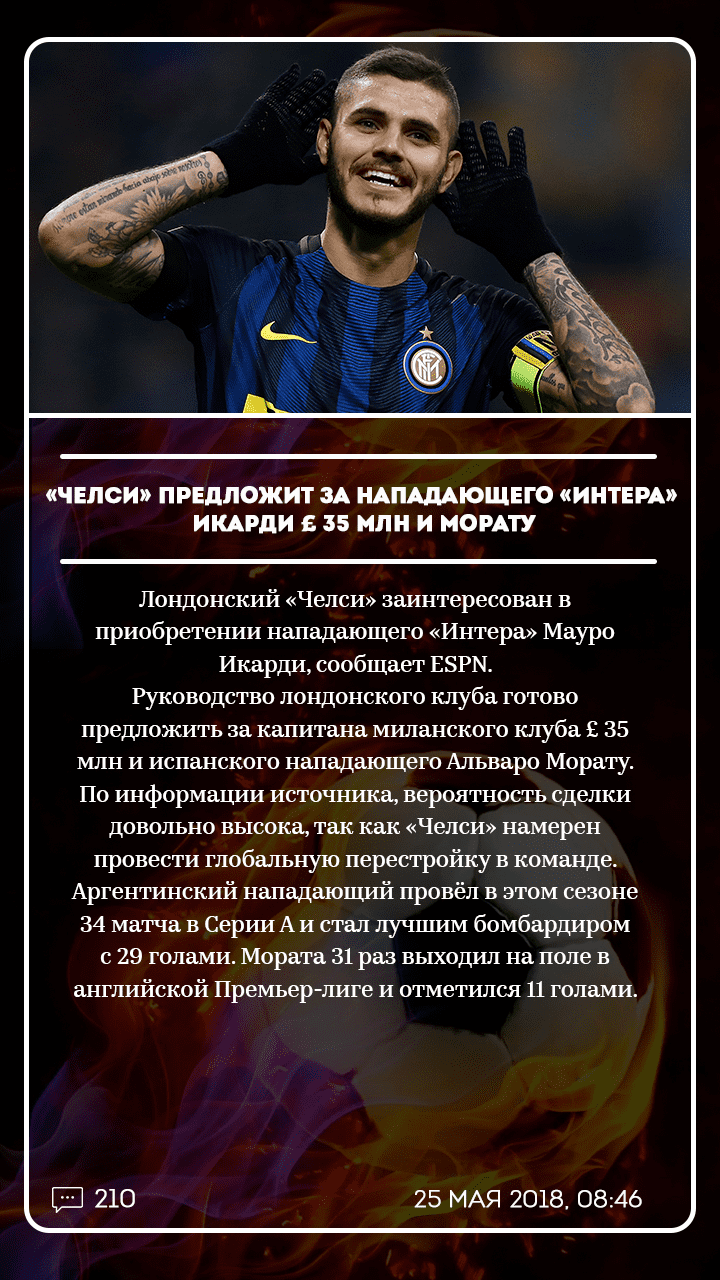 «ЧЕЛСИ» ПРЕДЛОЖИТ ЗА НАПАДАЮЩЕГО «ИНТЕРА»
ИКАРДИ £ 35 МЛН И МОРАТУ
Лондонский «Челси» заинтересован в
приобретении нападающего «Интера» Мауро
Икарди, сообщает ESPN.
Руководство лондонского клуба готово
предложить за капитана миланского клуба £ 35
млн и испанского нападающего Альваро Морату.
По информации источника, вероятность сделки
довольно высока, так как «Челси» намерен
провести глобальную перестройку в команде.
Аргентинский нападающий провёл в этом сезоне
34 матча в Серии А и стал лучшим бомбардиром
с 29 голами. Мората 31 раз выходил на поле в
английской Премьер-лиге и отметился 11 голами.
210
25 МАЯ 2018, 08:46